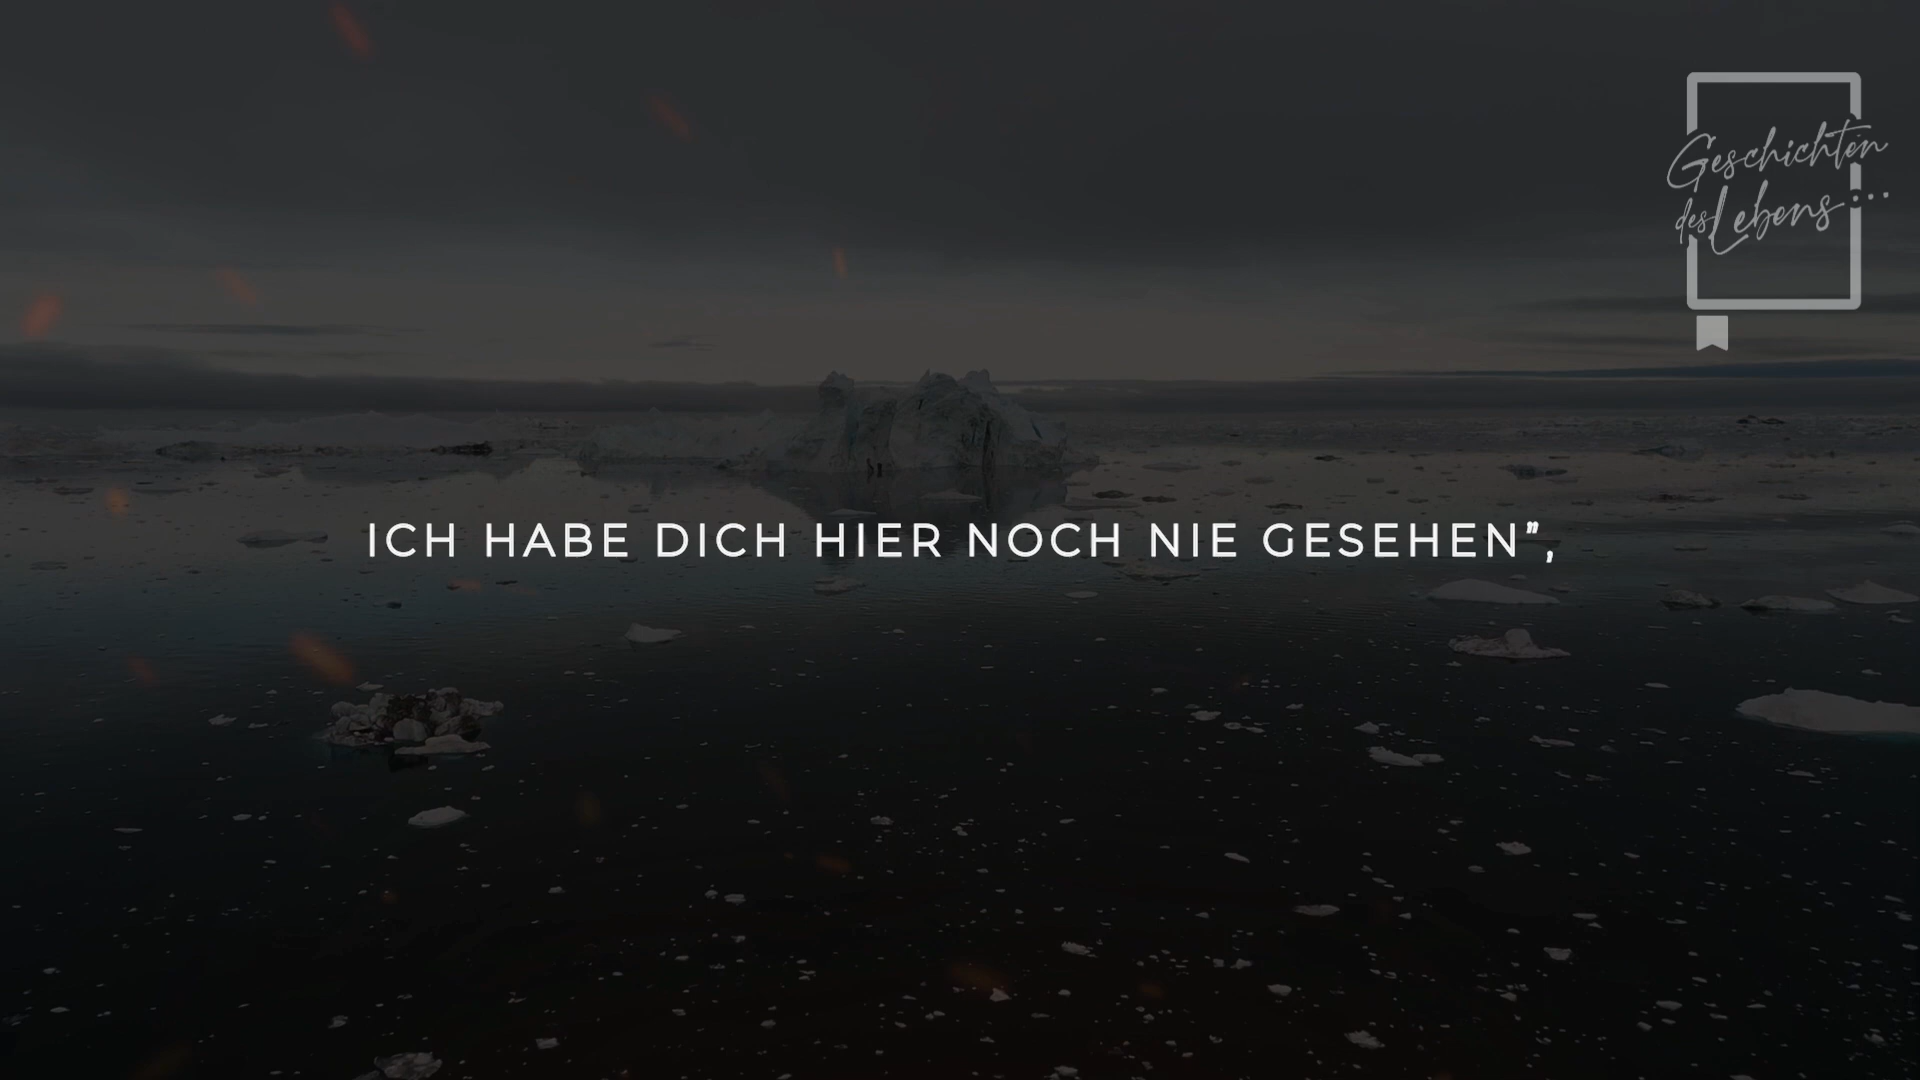 Geschichten
des Lebens...
ICH HABE DICH HIER NOCH NIE GESEHEN”,